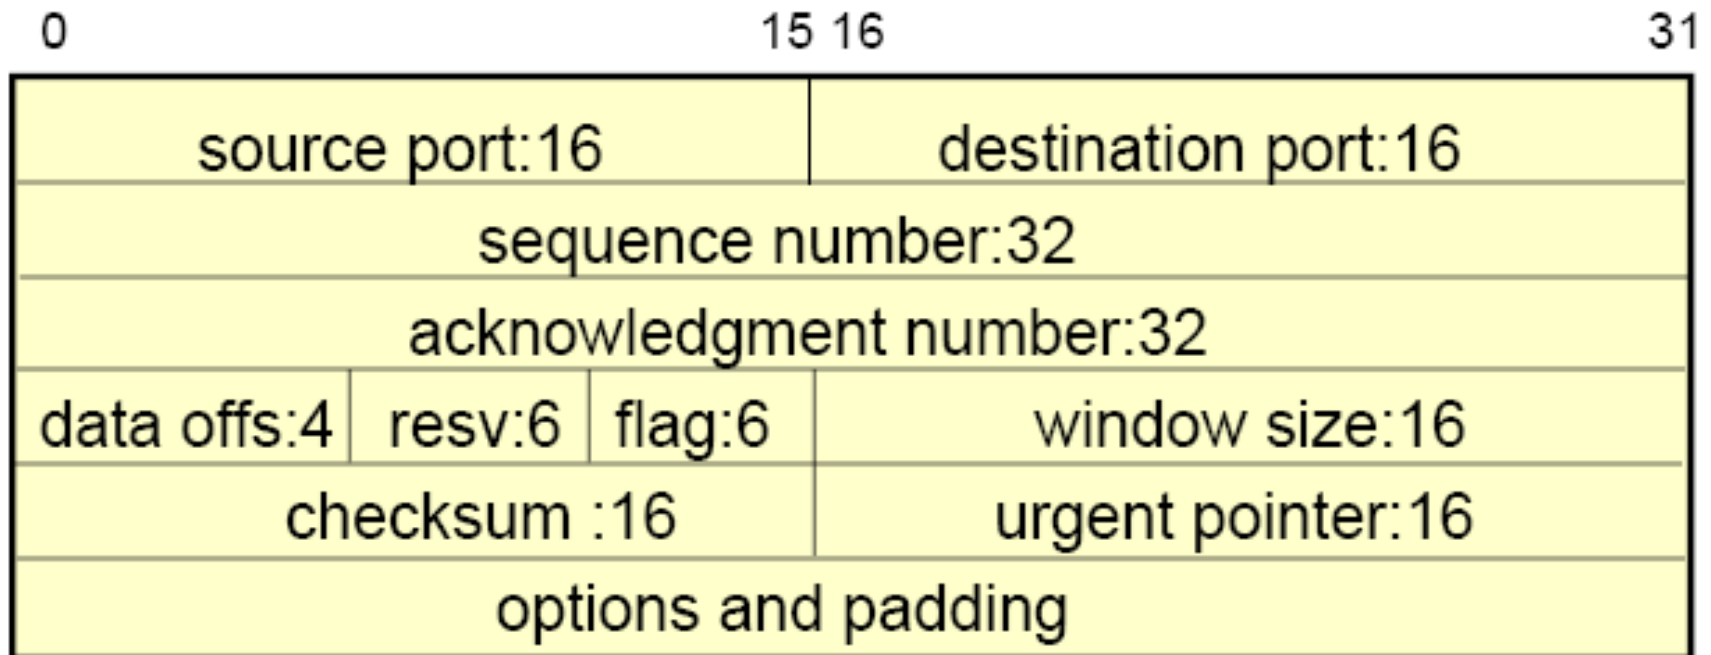 0 15 16 31
source port:16 destination port:16
sequence number:32
acknowledgment number:32
data offs:4 resv:6 flag:6 window size:16
checksum :16 urgent pointer:16
options and padding